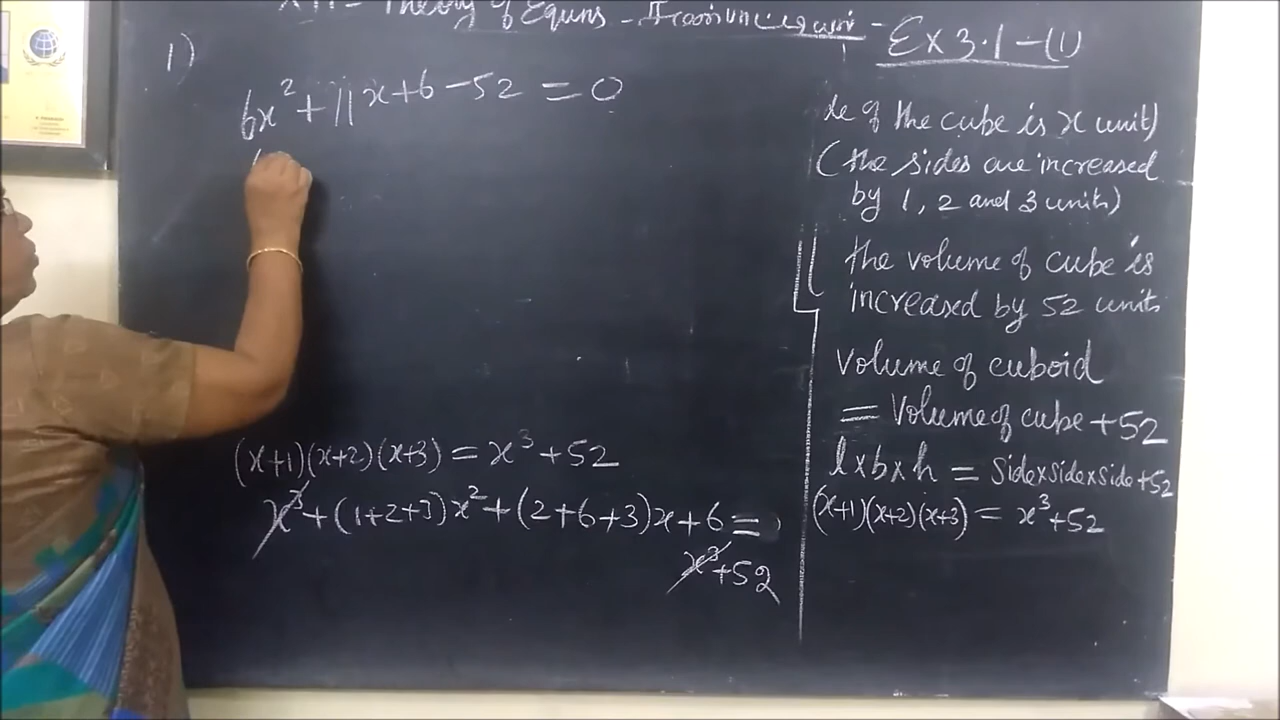 XII - Theory of Equns - Ex 3.1 - (1)
1)
6x² + 11x + 6 - 52 = 0
(x+1)(x+2)(x+3) = x³ + 52
x³ + (1+2+3)x² + (2+6+3)x + 6 =
x³ + 52
de of the cube is x unit)
(the sides are increased
by 1, 2 and 3 units)
the volume of cube is
increased by 52 units
Volume of cuboid
= Volume of cube + 52
l x b x h = side x side x side + 52
(x+1)(x+2)(x+3) = x³ + 52